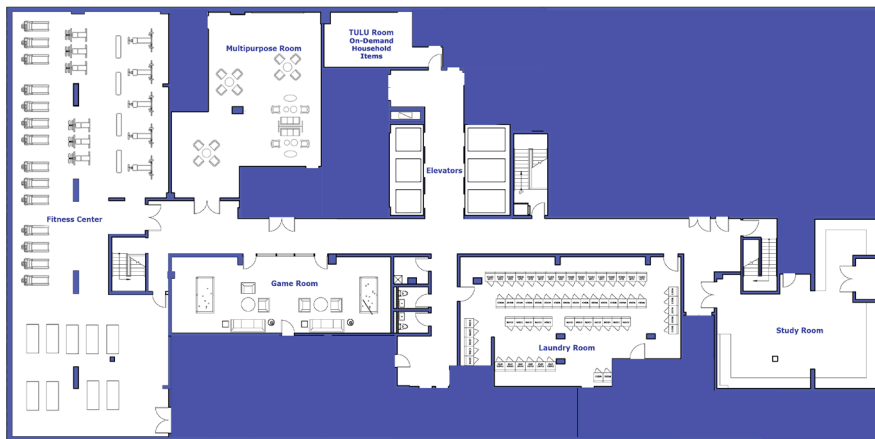 Multipurpose Room
TULU Room
On-Demand
Household
Items
Elevators
Fitness Center
Game Room
Laundry Room
Study Room